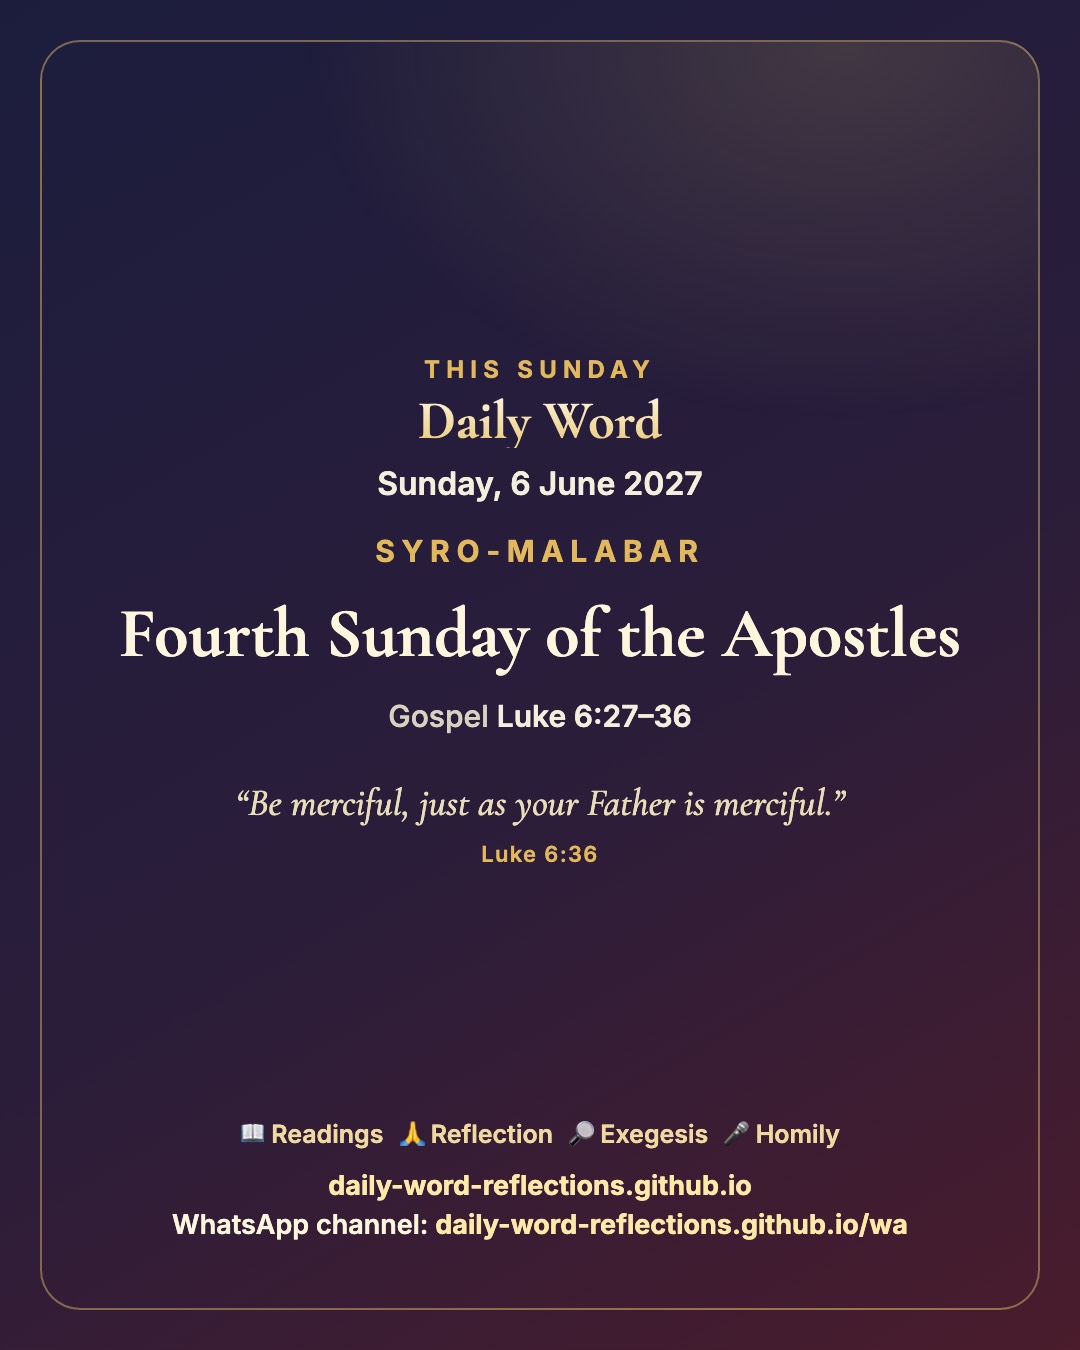 THIS SUNDAY
Daily Word
Sunday, 6 June 2027
SYRO-MALABAR
Fourth Sunday of the Apostles
Gospel Luke 6:27–36
“Be merciful, just as your Father is merciful.”
Luke 6:36
📖 Readings 🙏 Reflection 🔎 Exegesis 🎤 Homily
daily-word-reflections.github.io
WhatsApp channel: daily-word-reflections.github.io/wa